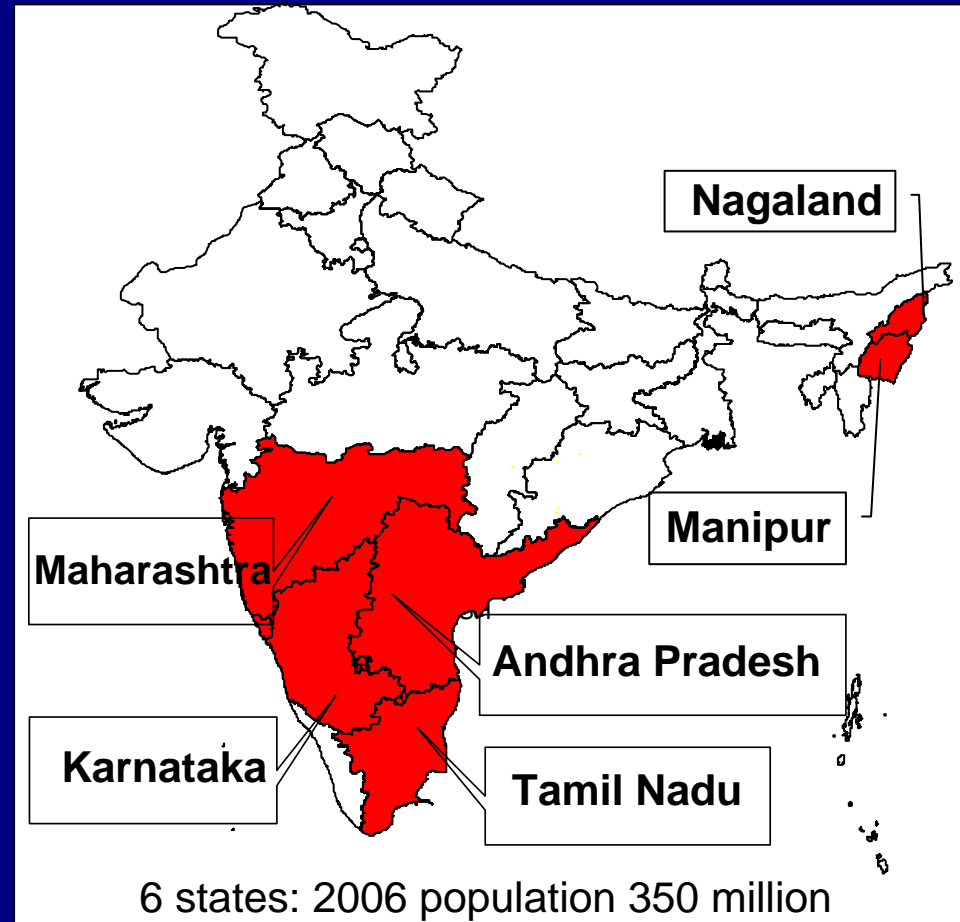 Nagaland
Manipur
Maharashtra
Andhra Pradesh
Karnataka
Tamil Nadu
6 states: 2006 population 350 million